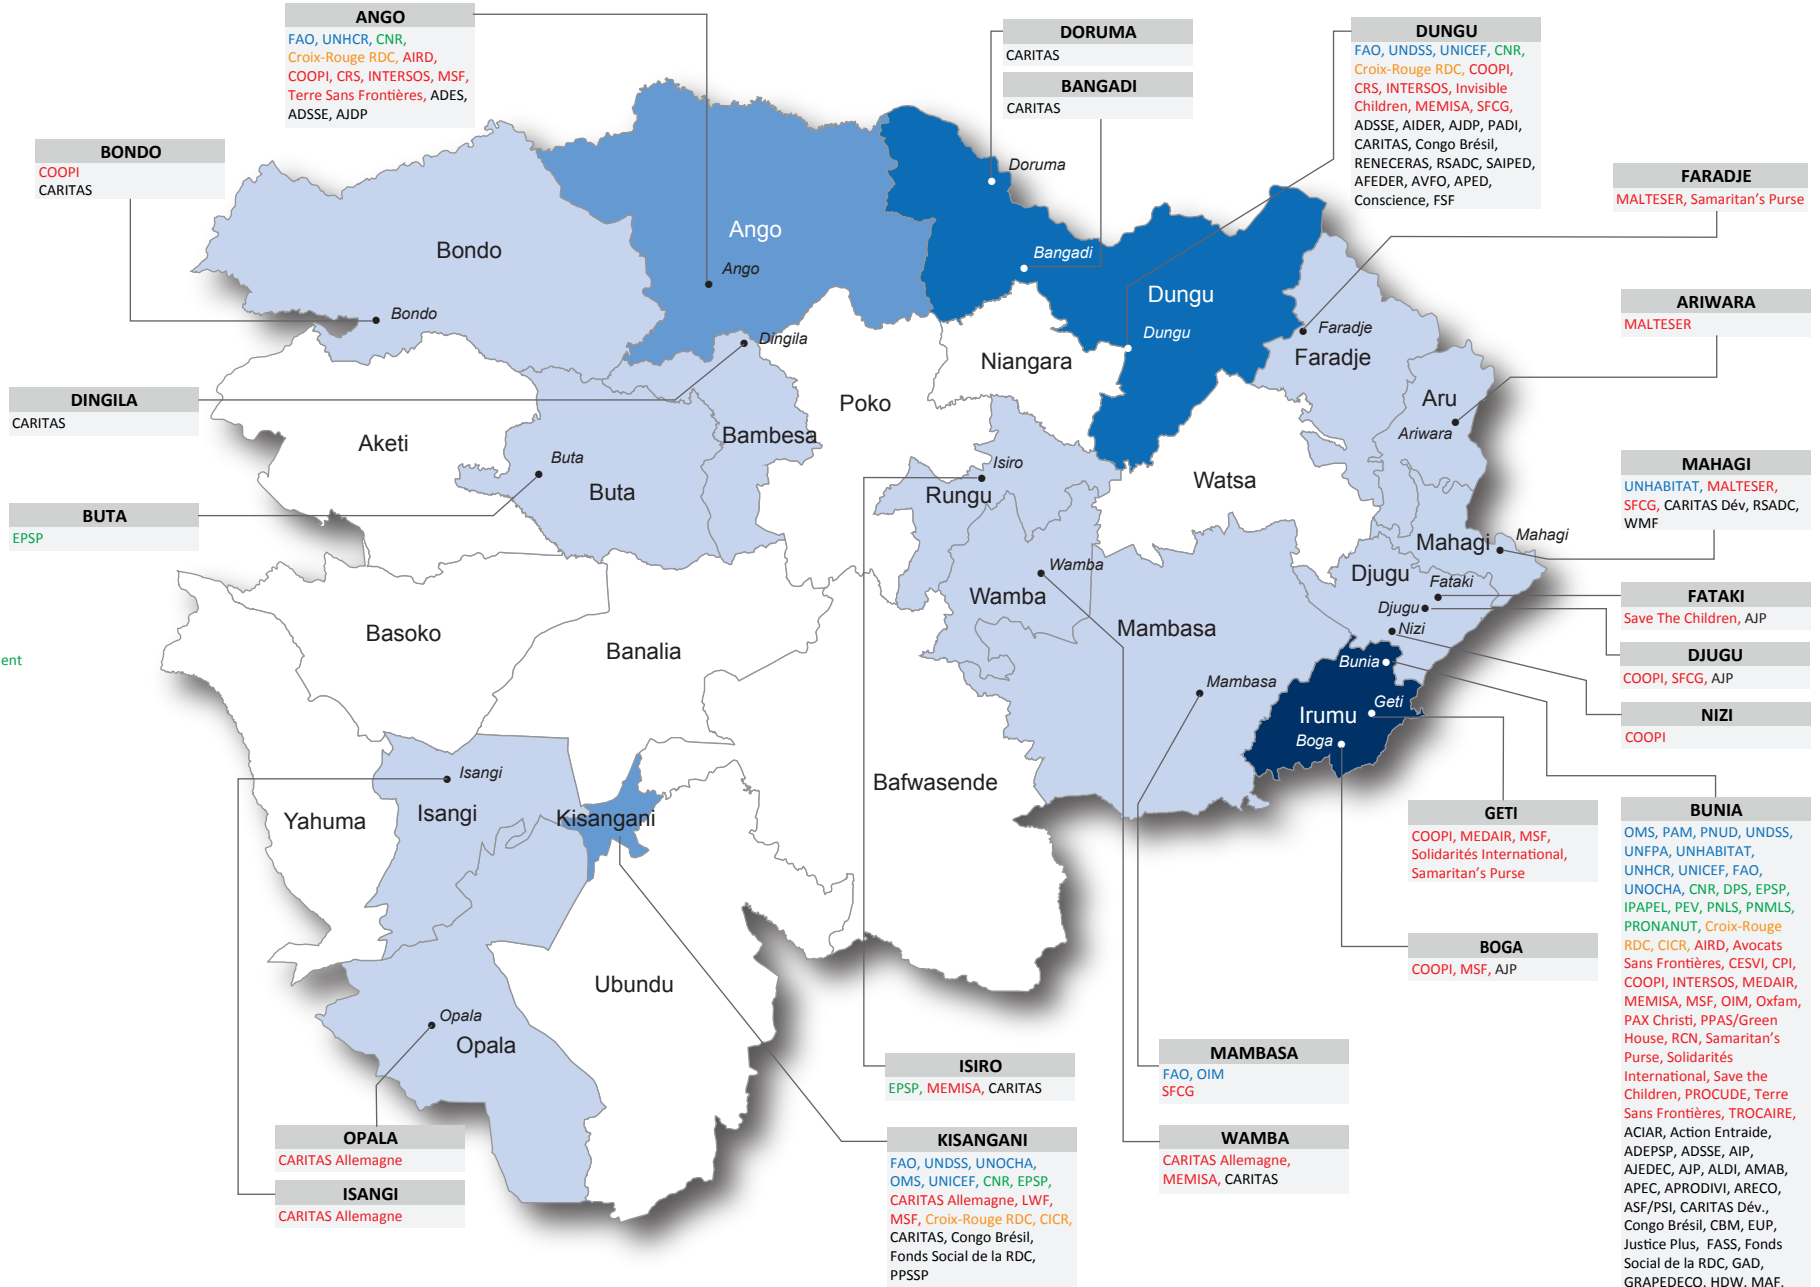 ANGO
FAO, UNHCR, CNR,
Croix-Rouge RDC, AIRD,
COOPI, CRS, INTERSOS, MSF,
Terre Sans Frontières, ADES,
ADSSE, AJDP
DORUMA
CARITAS
BANGADI
CARITAS
DUNGU
FAO, UNDSS, UNICEF, CNR,
Croix-Rouge RDC, COOPI,
CRS, INTERSOS, Invisible
Children, MEMISA, SFCG,
ADSSE, AIDER, AJDP, PADI,
CARITAS, Congo Brésil,
RENECERAS, RSADC, SAIPED,
AFEDER, AVFO, APED,
Conscience, FSF
BONDO
COOPI
CARITAS
FARADJE
MALTESER, Samaritan's Purse
ARIWARA
MALTESER
DINGILA
CARITAS
BUTA
EPSP
MAHAGI
UNHABITAT, MALTESER,
SFCG, CARITAS Dév, RSADC,
WMF
FATAKI
Save The Children, AJP
DJUGU
COOPI, SFCG, AJP
NIZI
COOPI
ent
Doruma
Ango
Bondo
Bangadi
Ango
Dungu
Bondo
Dingila
Dungu
Faradje
Faradje
Niangara
Poko
Aru
Ariwara
Aketi
Bambesa
Buta
Buta
Isiro
Rungu
Watsa
Mahagi
Mahagi
Djugu
Fataki
Djugu
Nizi
Wamba
Wamba
Mambasa
Mambasa
Basoko
Banalia
Bunia
Geti
Irumu
Boga
Isangi
Isangi
Yahuma
Kisangani
Bafwasende
Ubundu
Opala
Opala
GETI
COOPI, MEDAIR, MSF,
Solidarités International,
Samaritan's Purse
BOGA
COOPI, MSF, AJP
BUNIA
OMS, PAM, PNUD, UNDSS,
UNFPA, UNHABITAT,
UNHCR, UNICEF, FAO,
UNOCHA, CNR, DPS, EPSP,
IPAPEL, PEV, PNLS, PNMLS,
PRONANUT, Croix-Rouge
RDC, CICR, AIRD, Avocats
Sans Frontières, CESVI, CPI,
COOPI, INTERSOS, MEDAIR,
MEMISA, MSF, OIM, Oxfam,
PAX Christi, PPAS/Green
House, RCN, Samaritan's
Purse, Solidarités
International, Save the
Children, PROCUDE, Terre
Sans Frontières, TROCAIRE,
ACIAR, Action Entraide,
ADEPSP, ADSSE, AIP,
AJEDEC, AJP, ALDI, AMAB,
APEC, APRODIVI, ARECO,
ASF/PSI, CARITAS Dév.,
Congo Brésil, CBM, EUP,
Justice Plus, FASS, Fonds
Social de la RDC, GAD,
GRAPEDECO, HDW, MAF,
ISIRO
EPSP, MEMISA, CARITAS
MAMBASA
FAO, OIM
SFCG
WAMBA
CARITAS Allemagne,
MEMISA, CARITAS
KISANGANI
FAO, UNDSS, UNOCHA,
OMS, UNICEF, CNR, EPSP,
CARITAS Allemagne, LWF,
MSF, Croix-Rouge RDC, CICR,
CARITAS, Congo Brésil,
Fonds Social de la RDC,
PPSSP
OPALA
CARITAS Allemagne
ISANGI
CARITAS Allemagne